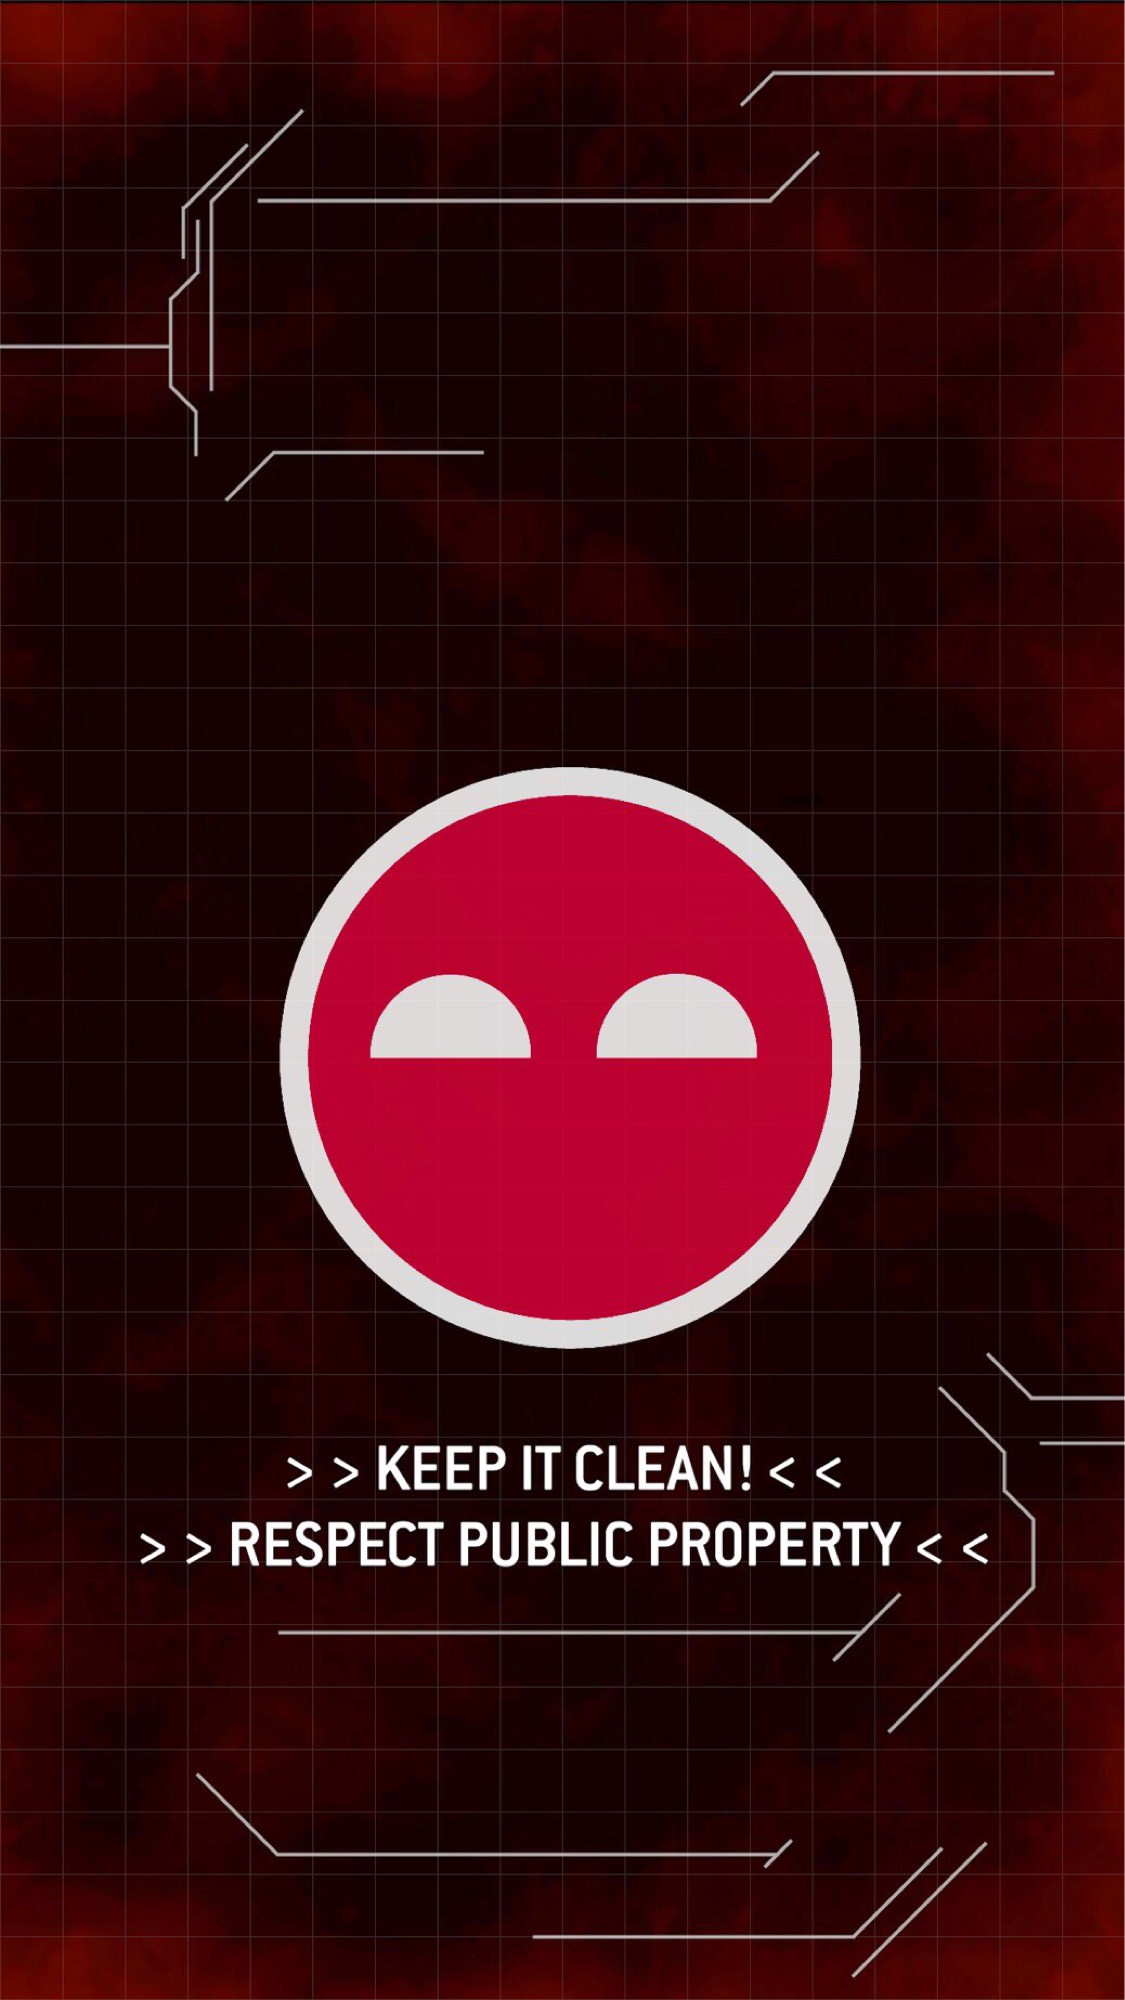 > > KEEP IT CLEAN! < <
> > RESPECT PUBLIC PROPERTY < <